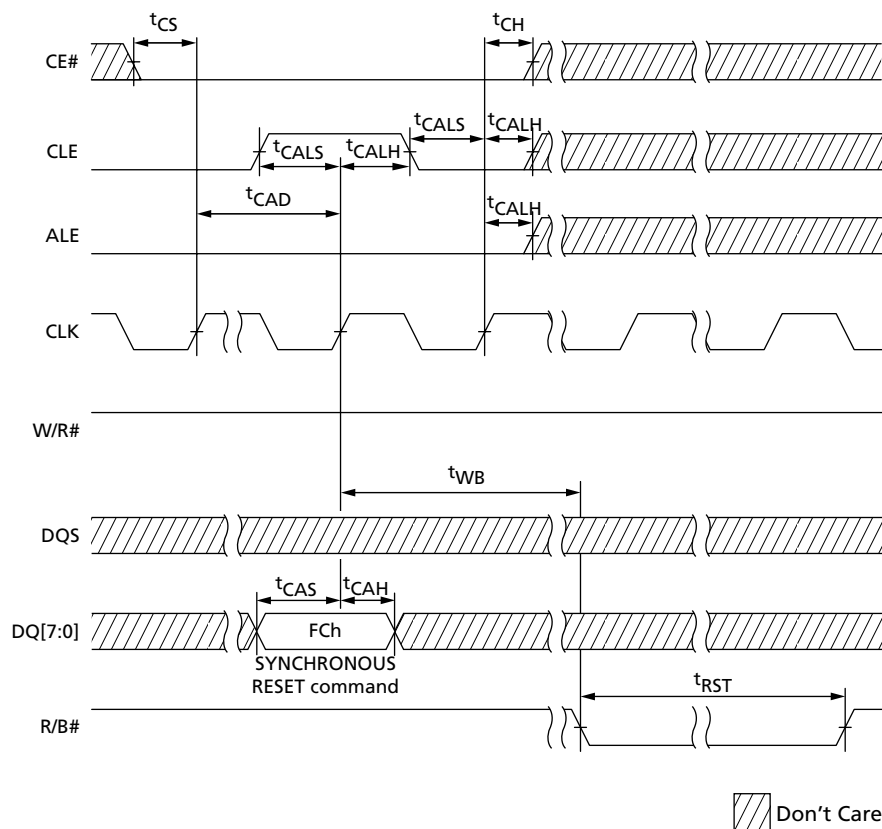 tCS tCH
CE#
tCALS tCALH
CLE tCALS tCALH
tCAD tCALH
ALE
CLK
W/R#
tWB
DQS
tCAS tCAH
DQ[7:0] FCh
SYNCHRONOUS
RESET command
tRST
R/B#
Don't Care